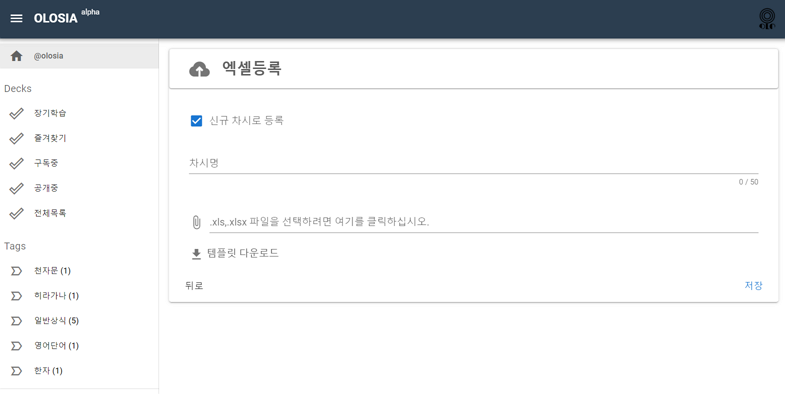 OLOSIA alpha
OLO
@olosia
Decks
장기학습
즐겨찾기
구독중
공개중
전체목록
Tags
천자문 (1)
히라가나 (1)
일반상식 (5)
영어단어 (1)
한자 (1)
엑셀등록
신규 차시로 등록
차시명
0 / 50
.xls,.xlsx 파일을 선택하려면 여기를 클릭하십시오.
템플릿 다운로드
뒤로
저장